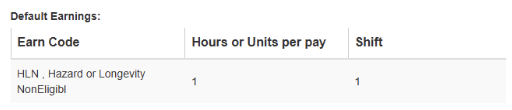 Default Earnings:
Earn Code Hours or Units per pay Shift
HLN , Hazard or Longevity
NonEligibl 1 1